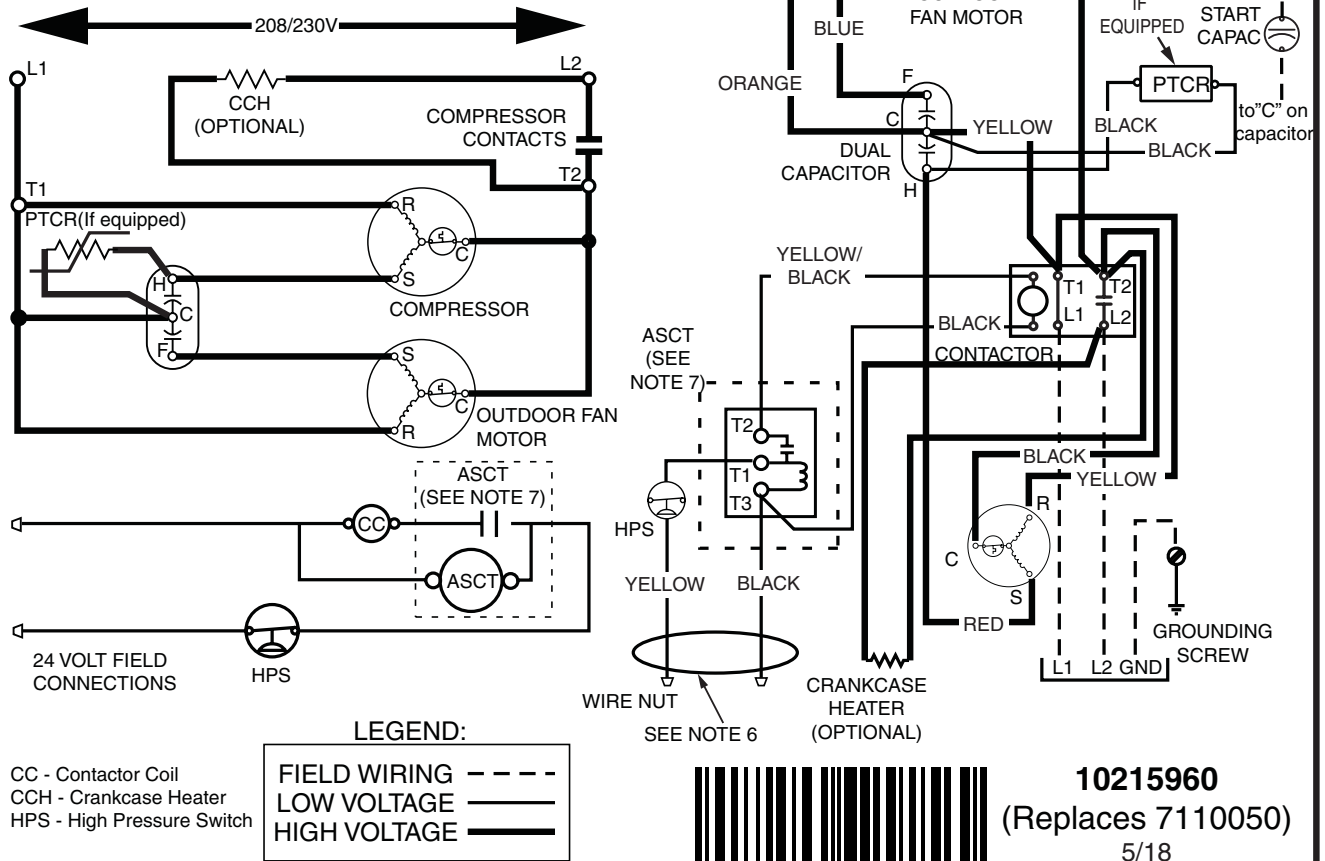 208/230V
L1
L2
CCH
(OPTIONAL)
COMPRESSOR
CONTACTS
T2
T1
PTCR(If equipped)
R
C
S
H
C
F
COMPRESSOR
S
C
R
OUTDOOR FAN
MOTOR
ASCT
(SEE NOTE 7)
CC
ASCT
24 VOLT FIELD
CONNECTIONS
HPS
LEGEND:
CC - Contactor Coil
CCH - Crankcase Heater
HPS - High Pressure Switch
FIELD WIRING
LOW VOLTAGE
HIGH VOLTAGE
BLUE
FAN MOTOR
IF
EQUIPPED
START
CAPAC
ORANGE
F
C
H
DUAL
CAPACITOR
YELLOW
PTCR
BLACK
BLACK
to"C" on
capacitor
YELLOW/
BLACK
T1
T2
L1
L2
BLACK
CONTACTOR
ASCT
(SEE
NOTE 7)
T2
T1
T3
HPS
YELLOW
BLACK
BLACK
YELLOW
R
C
S
RED
GROUNDING
SCREW
L1 L2 GND
WIRE NUT
SEE NOTE 6
CRANKCASE
HEATER
(OPTIONAL)
10215960
(Replaces 7110050)
5/18